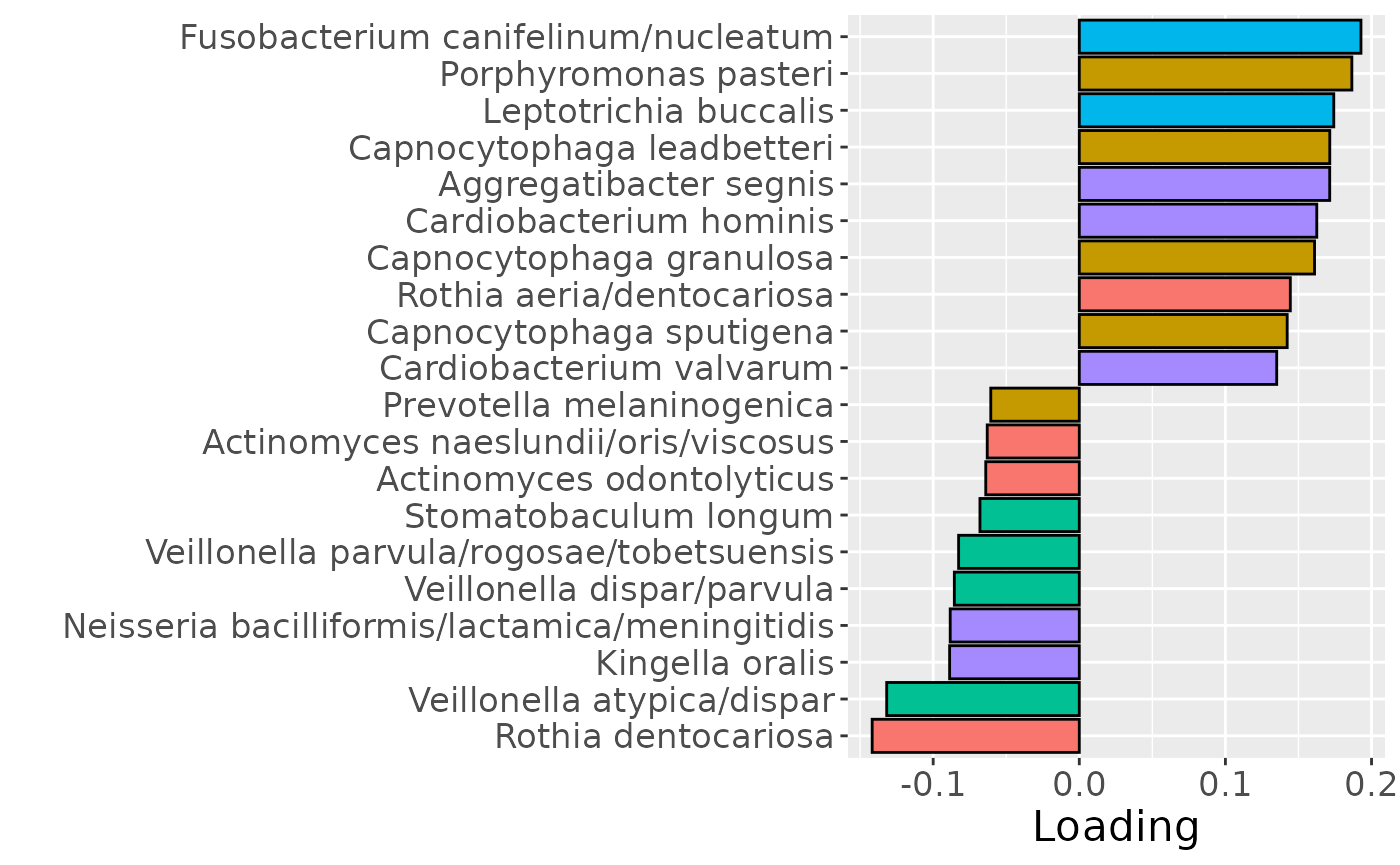 Fusobacterium canifelinum/nucleatum
Porphyromonas pasteri
Leptotrichia buccalis
Capnocytophaga leadbetteri
Aggregatibacter segnis
Cardiobacterium hominis
Capnocytophaga granulosa
Rothia aeria/dentocariosa
Capnocytophaga sputigena
Cardiobacterium valvarum
Prevotella melaninogenica
Actinomyces naeslundii/oris/viscosus
Actinomyces odontolyticus
Stomatobaculum longum
Veillonella parvula/rogosae/tobetsuensis
Veillonella dispar/parvula
Neisseria bacilliformis/lactamica/meningitidis
Kingella oralis
Veillonella atypica/dispar
Rothia dentocariosa
-0.1 0.0 0.1 0.2
Loading